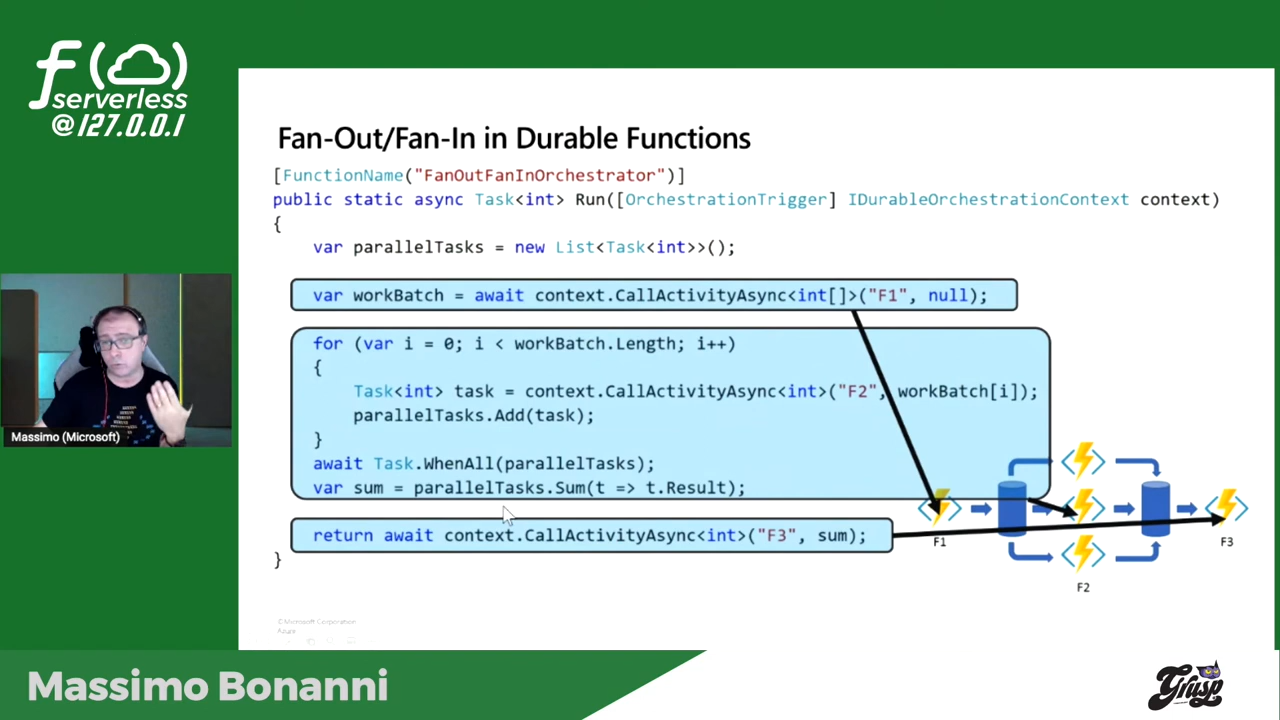 f()
serverless
@127.0.0.1
Fan-Out/Fan-In in Durable Functions
[FunctionName("FanOutFanInOrchestrator")]
public static async Task<int> Run([OrchestrationTrigger] IDurableOrchestrationContext context)
{
var parallelTasks = new List<Task<int>>();
var workBatch = await context.CallActivityAsync<int[]>("F1", null);
for (var i = 0; i < workBatch.Length; i++)
{
Task<int> task = context.CallActivityAsync<int>("F2", workBatch[i]);
parallelTasks.Add(task);
}
await Task.WhenAll(parallelTasks);
var sum = parallelTasks.Sum(t => t.Result);
return await context.CallActivityAsync<int>("F3", sum);
}
F1
F2
F3
Massimo (Microsoft)
©Microsoft Corporation
Azure
Massimo Bonanni
Grusp